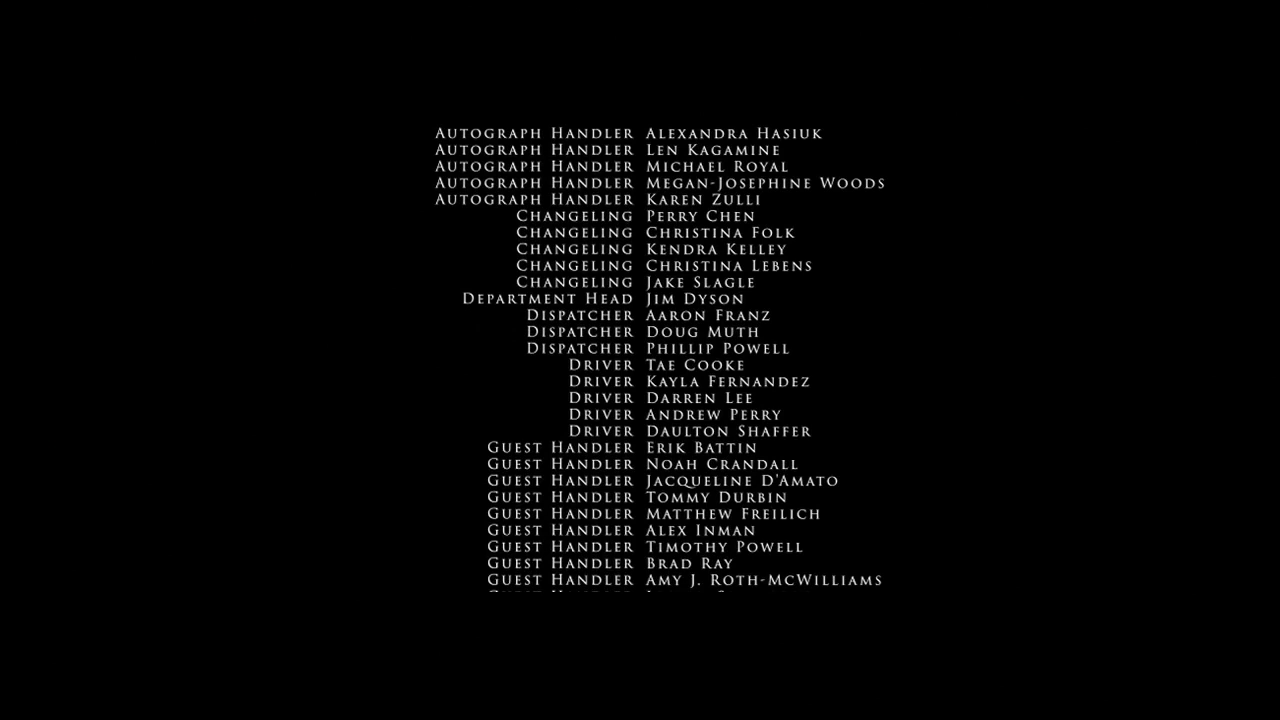 Autograph Handler Alexandra Hasiuk
Autograph Handler Len Kagamine
Autograph Handler Michael Royal
Autograph Handler Megan-Josephine Woods
Autograph Handler Karen Zulli
Changeling Perry Chen
Changeling Christina Folk
Changeling Kendra Kelley
Changeling Christina Lebens
Changeling Jake Slagle
Department Head Jim Dyson
Dispatcher Aaron Franz
Dispatcher Doug Muth
Dispatcher Phillip Powell
Driver Tae Cooke
Driver Kayla Fernandez
Driver Darren Lee
Driver Andrew Perry
Driver Daulton Shaffer
Guest Handler Erik Battin
Guest Handler Noah Crandall
Guest Handler Jacqueline D'Amato
Guest Handler Tommy Durbin
Guest Handler Matthew Freilich
Guest Handler Alex Inman
Guest Handler Timothy Powell
Guest Handler Brad Ray
Guest Handler Amy J. Roth-McWilliams